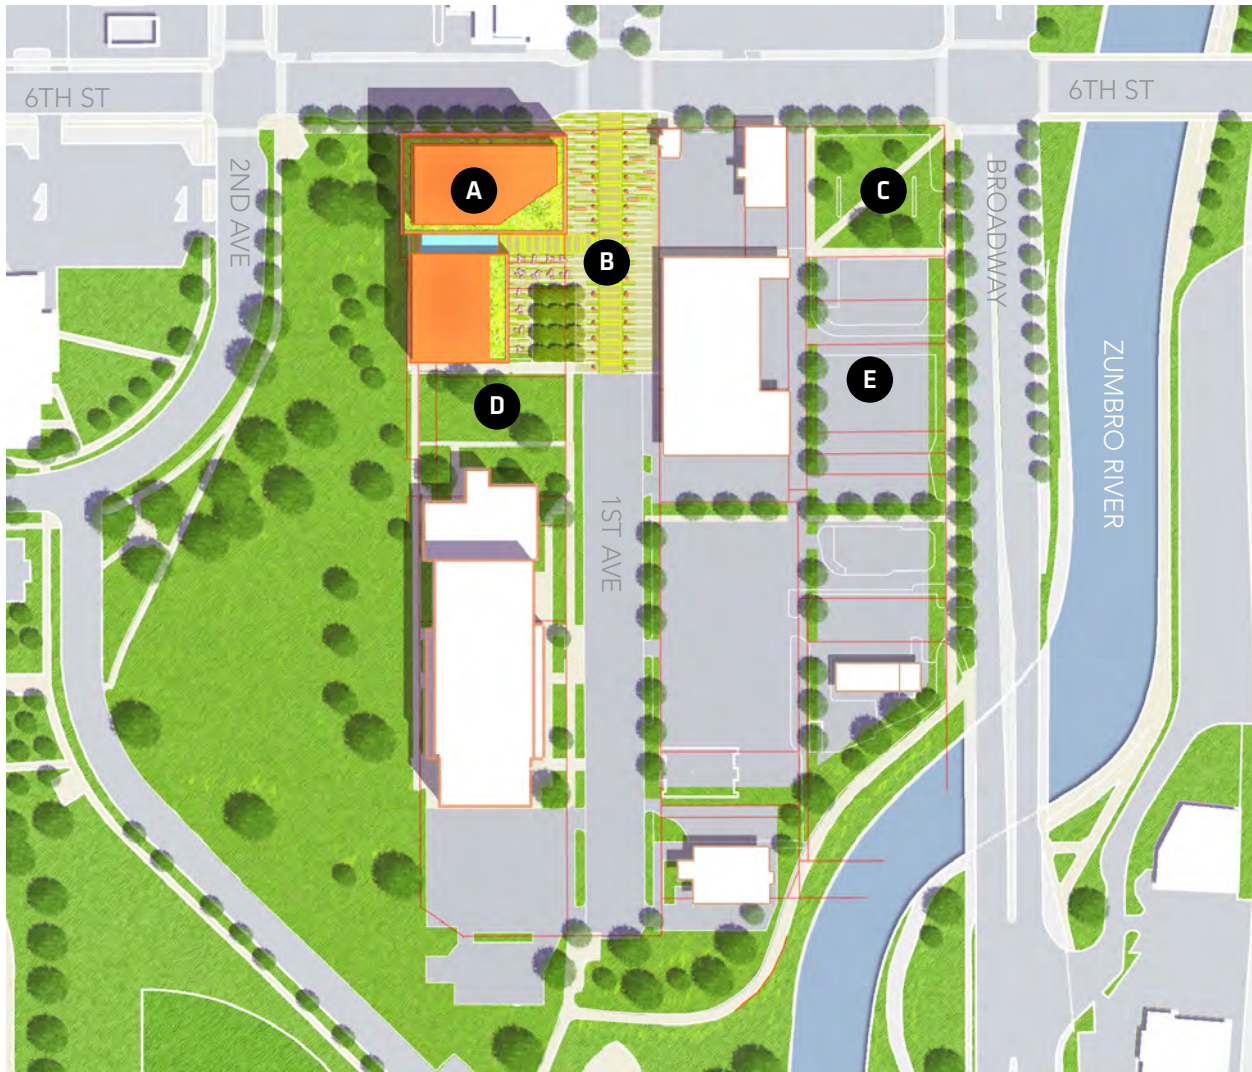 6TH ST
6TH ST
2ND AVE
A
C
B
BROADWAY
E
D
ZUMBRO RIVER
1ST AVE